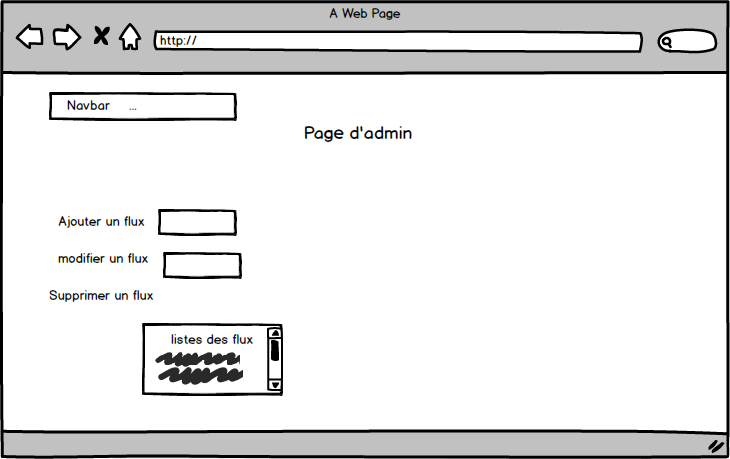 A Web Page
http://
Navbar ...
Page d'admin
Ajouter un flux
modifier un flux
Supprimer un flux
listes des flux